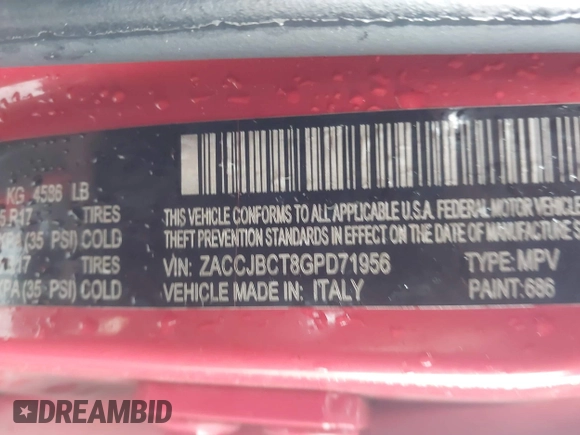 KG 4586 LB
R17 TIRES
(35 PSI) COLD
TIRES
(35 PSI) COLD
THIS VEHICLE CONFORMS TO ALL APPLICABLE U.S.A. FEDERAL MOTOR VEHICLE
THEFT PREVENTION STANDARDS IN EFFECT ON THE DATE OF MANUFACTURE
VIN: ZACCJBCT8GPD71956 TYPE: MPV
VEHICLE MADE IN: ITALY PAINT: 686
DREAMBID